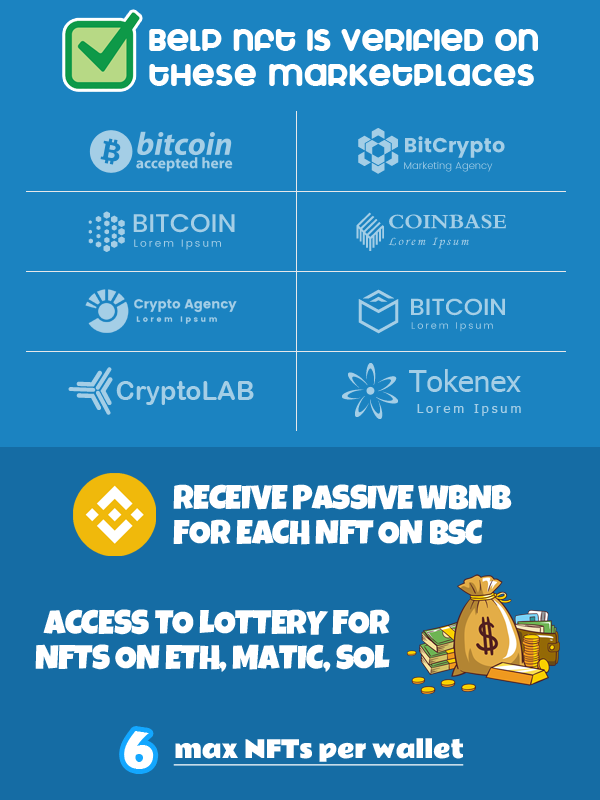 Belp nft is verified on
these marketplaces
bitcoin
accepted here
BitCrypto
Marketing Agency
BITCOIN
Lorem Ipsum
COINBASE
Lorem Ipsum
Crypto Agency
Lorem Ipsum
BITCOIN
Lorem Ipsum
CryptoLAB
Tokenex
Lorem Ipsum
RECEIVE PASSIVE WBNB
FOR EACH NFT ON BSC
ACCESS TO LOTTERY FOR
NFTS ON ETH, MATIC, SOL
$
6 max NFTs per wallet